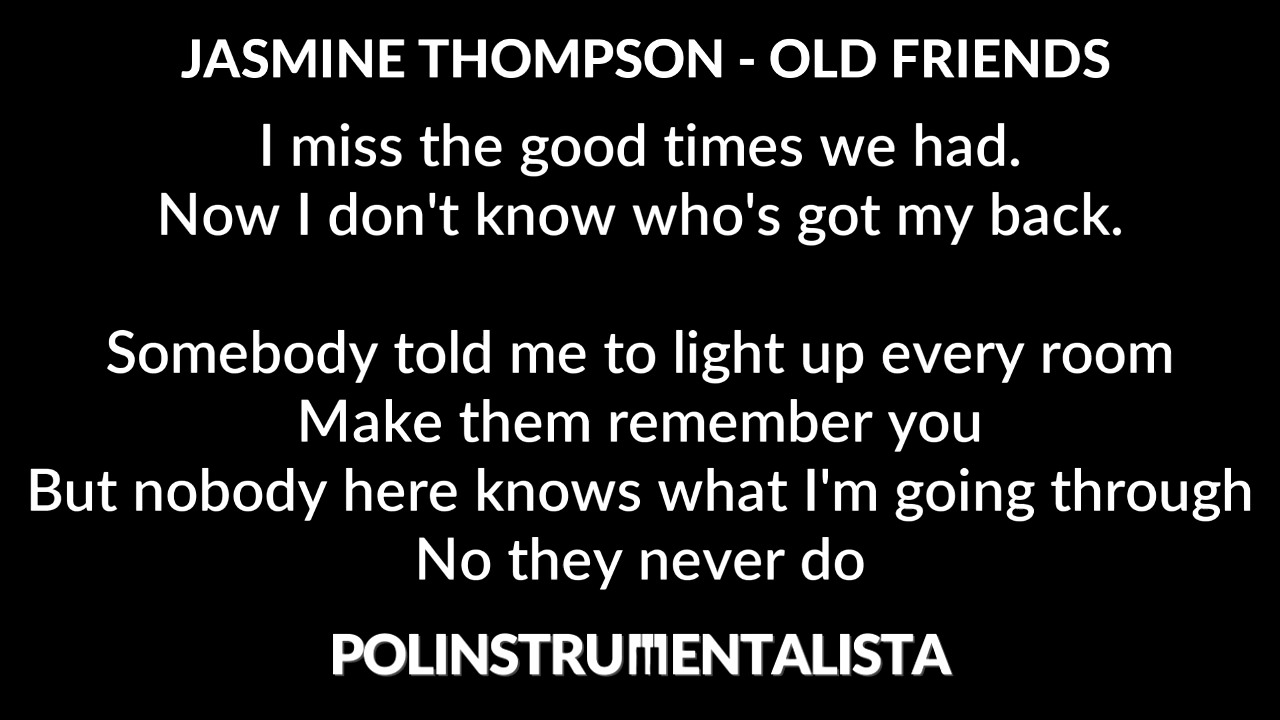 JASMINE THOMPSON - OLD FRIENDS
I miss the good times we had.
Now I don't know who's got my back.
Somebody told me to light up every room
Make them remember you
But nobody here knows what I'm going through
No they never do
POLINSTRUMENTALISTA